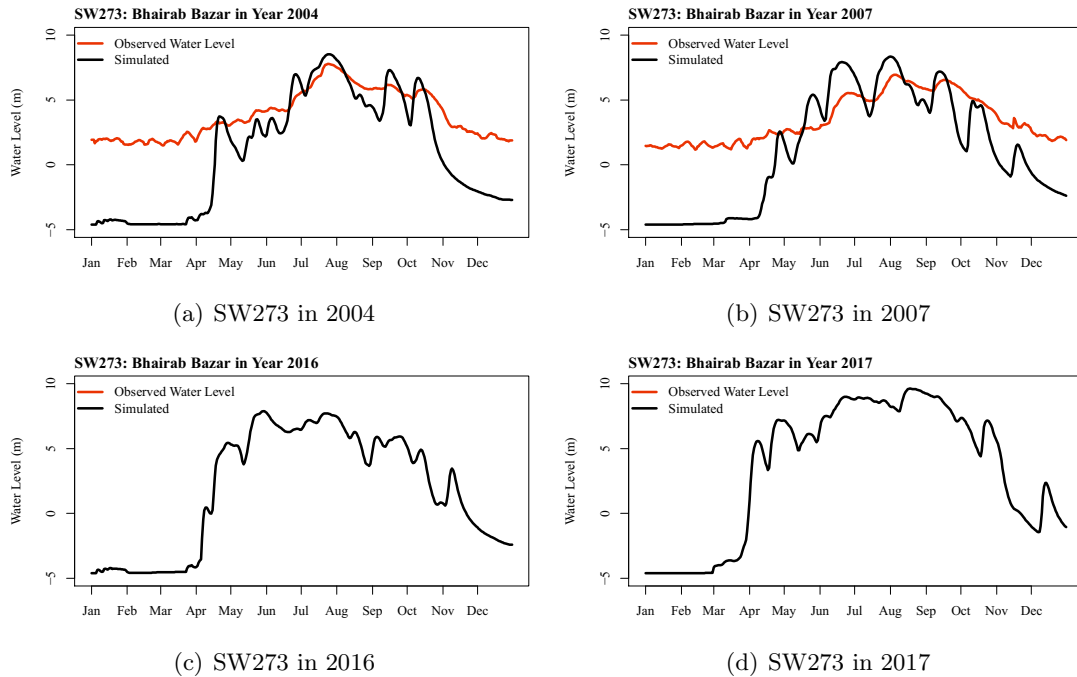 SW273: Bhairab Bazar in Year 2004
Observed Water Level
Simulated
Water Level (m)
10
5
0
−5
Jan Feb Mar Apr May Jun Jul Aug Sep Oct Nov Dec
(a) SW273 in 2004
SW273: Bhairab Bazar in Year 2007
Observed Water Level
Simulated
Water Level (m)
10
5
0
−5
Jan Feb Mar Apr May Jun Jul Aug Sep Oct Nov Dec
(b) SW273 in 2007
SW273: Bhairab Bazar in Year 2016
Observed Water Level
Simulated
Water Level (m)
10
5
0
−5
Jan Feb Mar Apr May Jun Jul Aug Sep Oct Nov Dec
(c) SW273 in 2016
SW273: Bhairab Bazar in Year 2017
Observed Water Level
Simulated
Water Level (m)
10
5
0
−5
Jan Feb Mar Apr May Jun Jul Aug Sep Oct Nov Dec
(d) SW273 in 2017